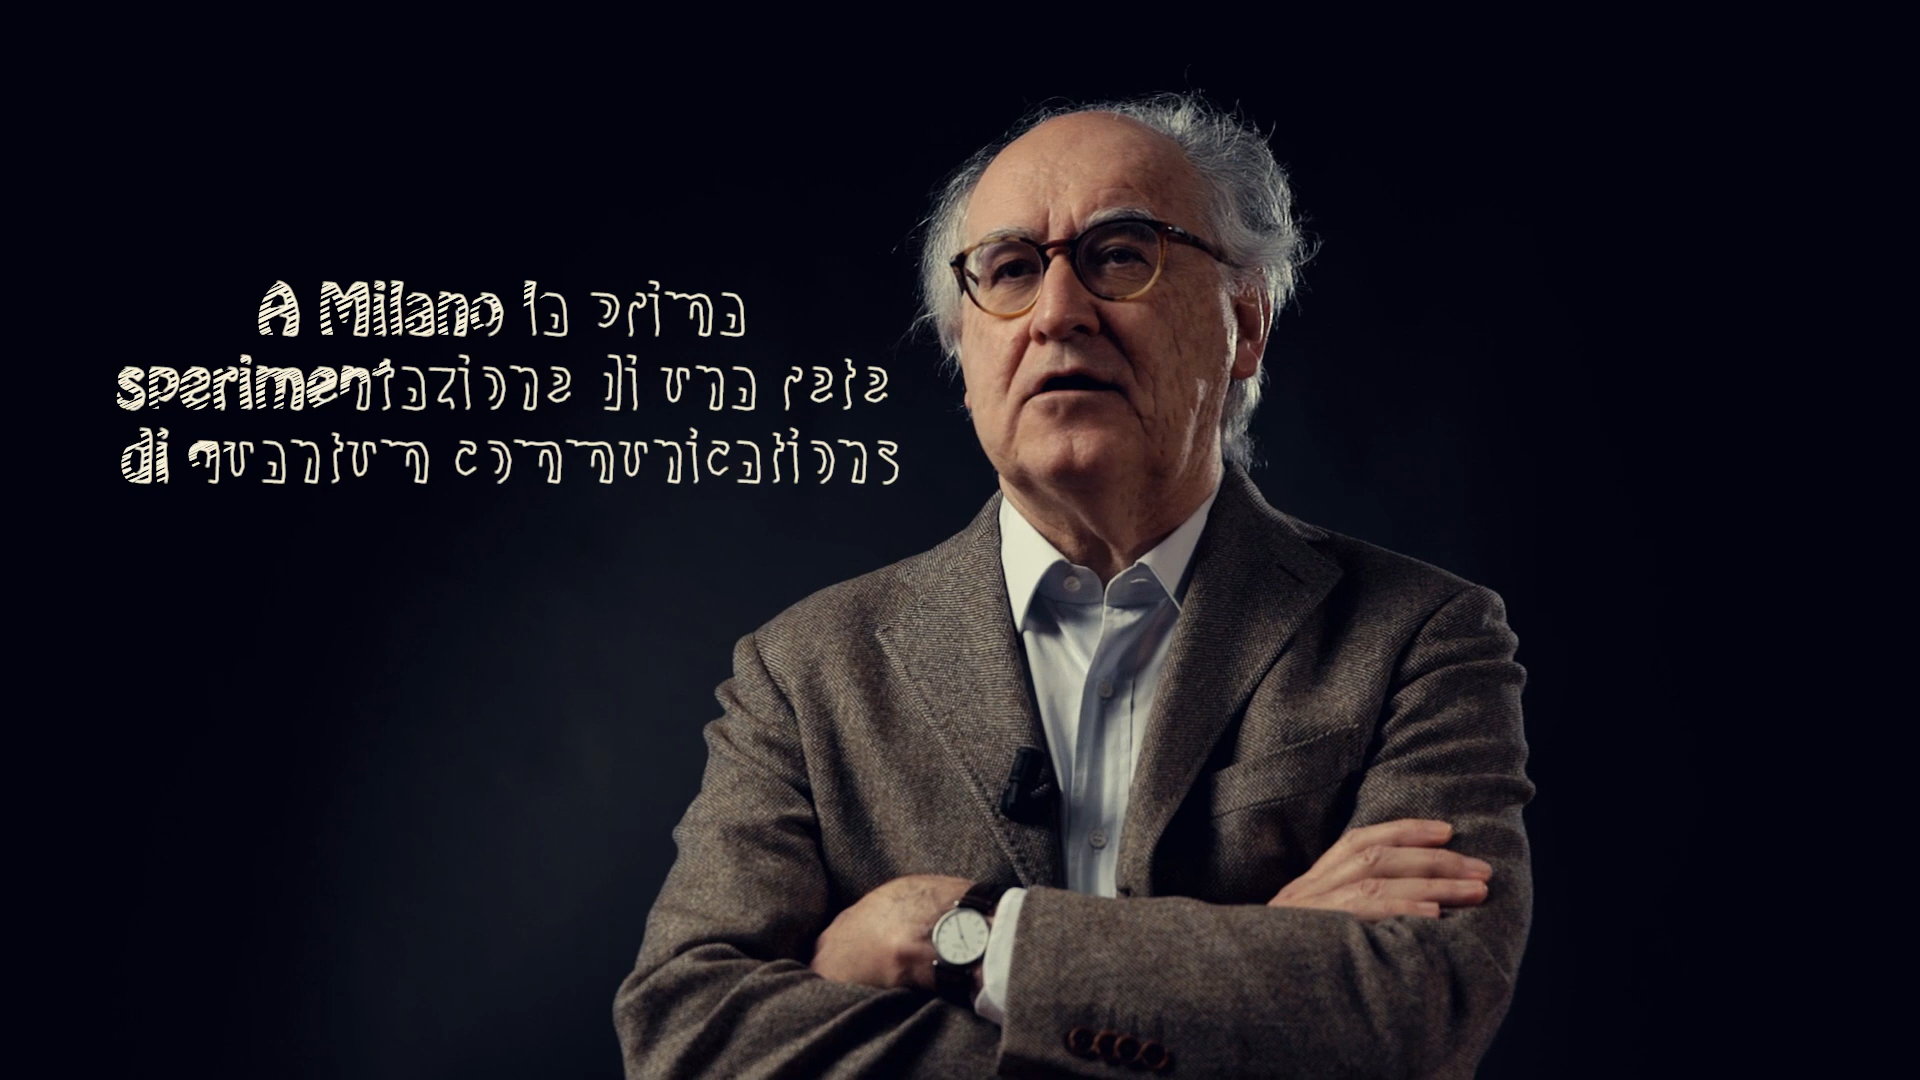 A Milano la prima
sperimentazione di una rete
di quantum communications